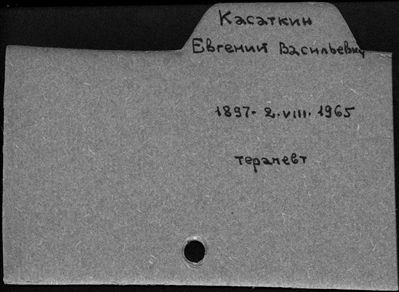 Касаткин
Евгений Васильевич
1897- 2.VIII.1965
терапевт